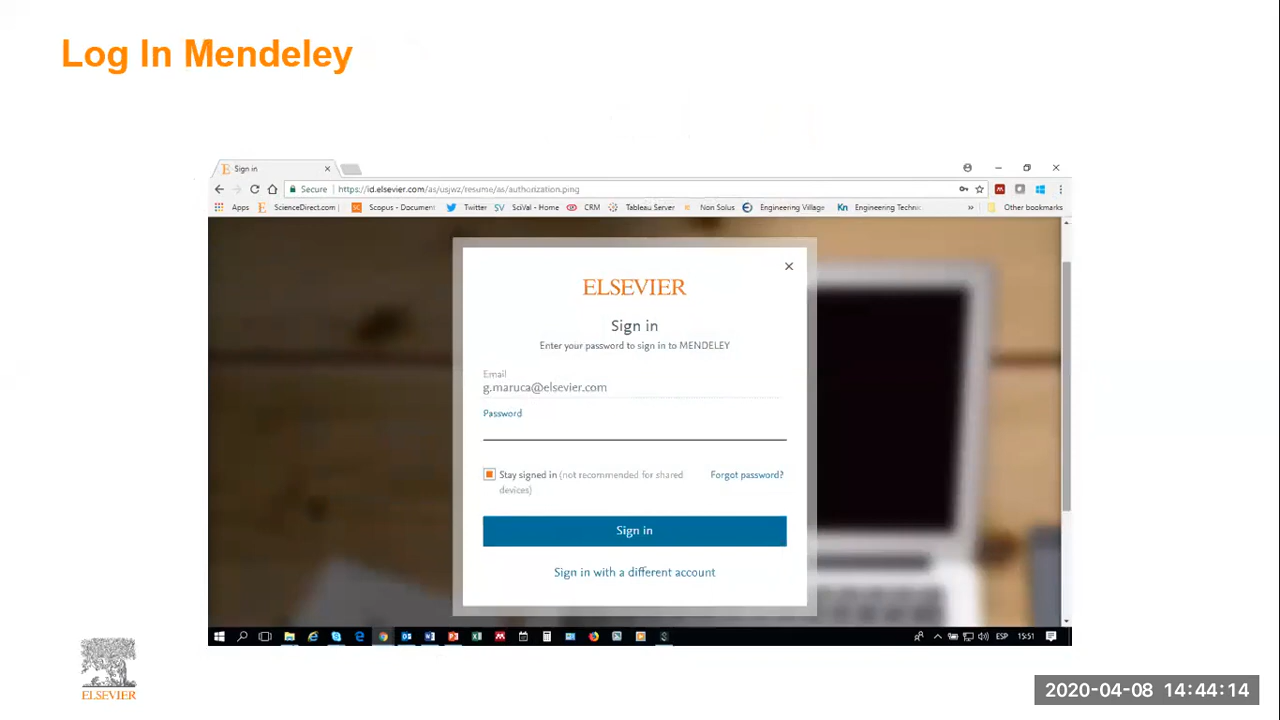 Log In Mendeley
Sign in
Secure https://id.elsevier.com/as/usjwz/resume/as/authorization.ping
Apps ScienceDirect.com Scopus - Document Twitter SciVal - Home CRM Tableau Server Non Solus Engineering Village Kn Engineering Technic » Other bookmarks
ELSEVIER
Sign in
Enter your password to sign in to MENDELEY
Email
g.maruca@elsevier.com
Password
Stay signed in (not recommended for shared
devices)
Forgot password?
Sign in
Sign in with a different account
ESP 15:51
ELSEVIER
2020-04-08 14:44:14